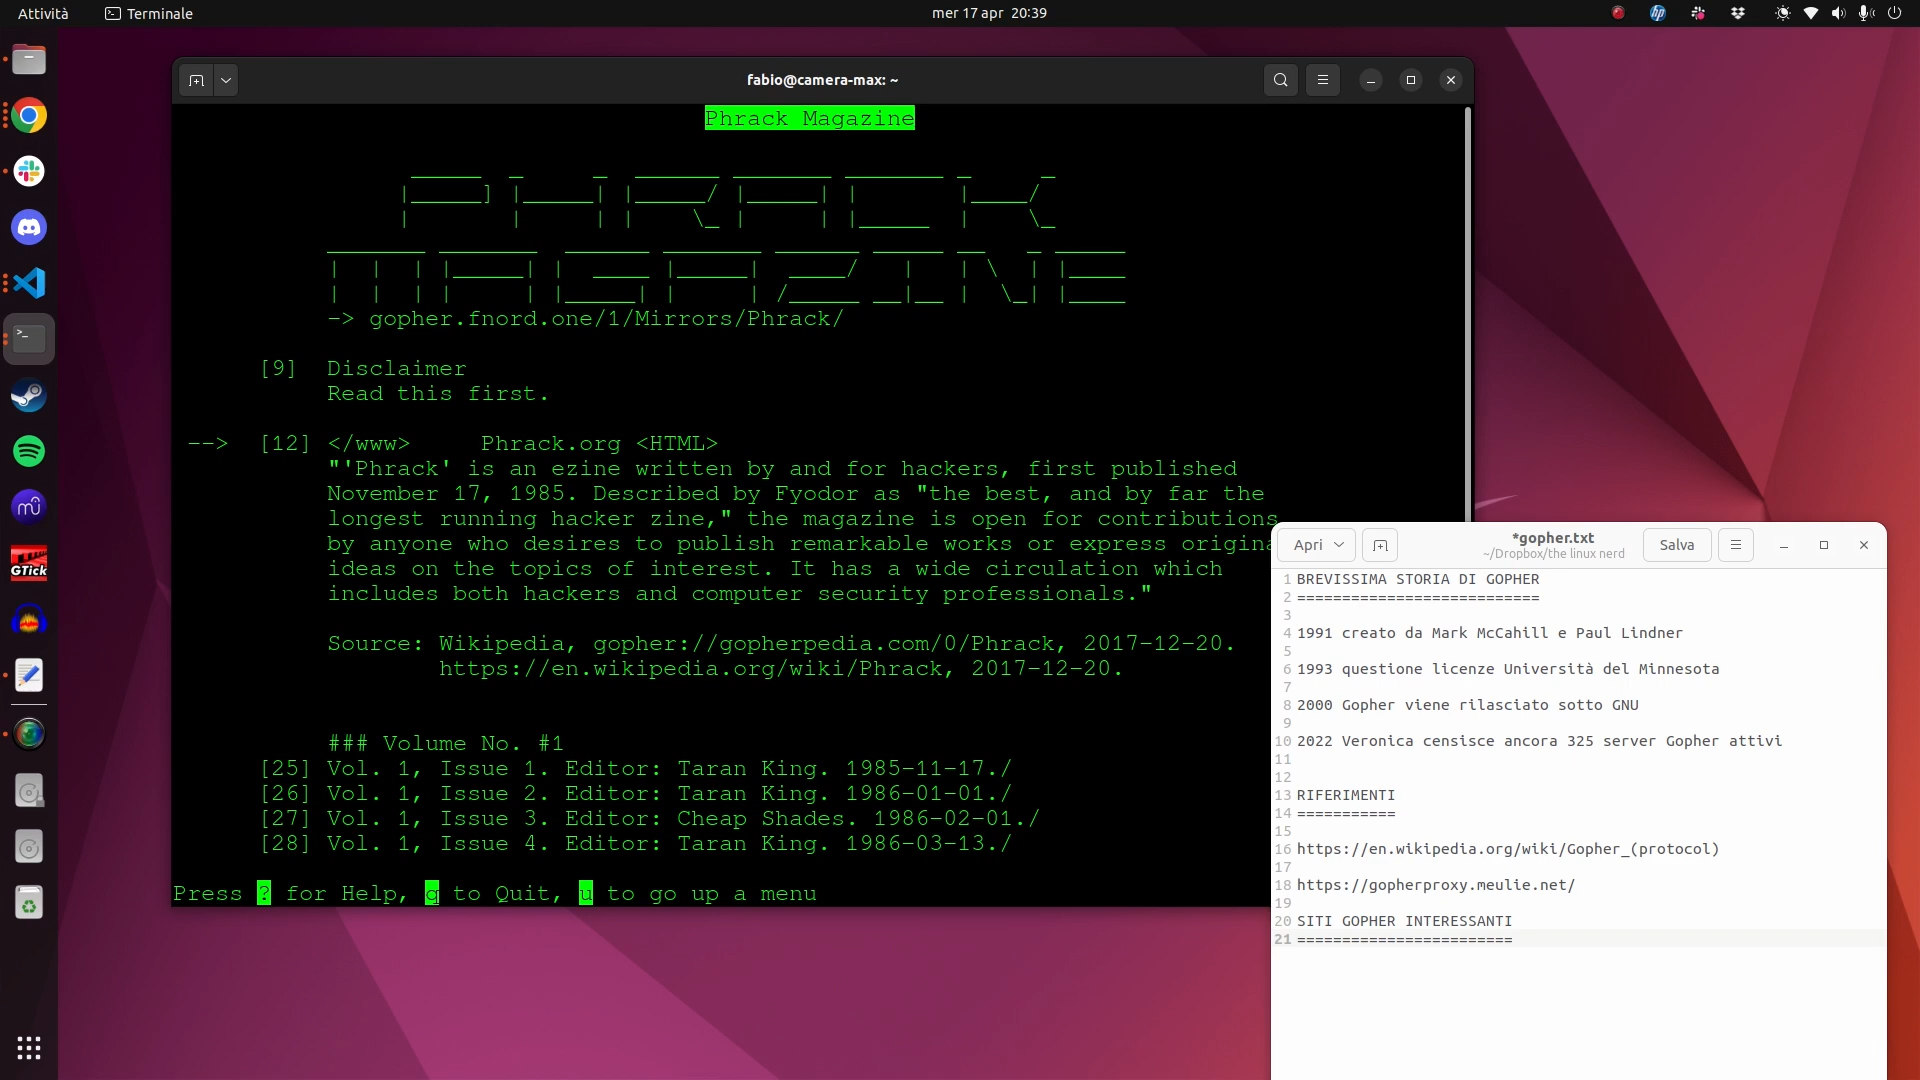 Attività
Terminale
mer 17 apr 20:39
fabio@camera-max: ~
Phrack Magazine
PHRACK
MAGAZINE
-> gopher.fnord.one/1/Mirrors/Phrack/
[9] Disclaimer
Read this first.
--> [12] </www> Phrack.org <HTML>
"'Phrack' is an ezine written by and for hackers, first published
November 17, 1985. Described by Fyodor as "the best, and by far the
longest running hacker zine," the magazine is open for contributions
by anyone who desires to publish remarkable works or express origina
ideas on the topics of interest. It has a wide circulation which
includes both hackers and computer security professionals."
Source: Wikipedia, gopher://gopherpedia.com/0/Phrack, 2017-12-20.
https://en.wikipedia.org/wiki/Phrack, 2017-12-20.
### Volume No. #1
[25] Vol. 1, Issue 1. Editor: Taran King. 1985-11-17./
[26] Vol. 1, Issue 2. Editor: Taran King. 1986-01-01./
[27] Vol. 1, Issue 3. Editor: Cheap Shades. 1986-02-01./
[28] Vol. 1, Issue 4. Editor: Taran King. 1986-03-13./
Press ? for Help, q to Quit, u to go up a menu
Apri
*gopher.txt
~/Dropbox/the linux nerd
Salva
1 BREVISSIMA STORIA DI GOPHER
2 ===========================
3
4 1991 creato da Mark McCahill e Paul Lindner
5
6 1993 questione licenze Università del Minnesota
7
8 2000 Gopher viene rilasciato sotto GNU
9
10 2022 Veronica censisce ancora 325 server Gopher attivi
11
12
13 RIFERIMENTI
14 ===========
15
16 https://en.wikipedia.org/wiki/Gopher_(protocol)
17
18 https://gopherproxy.meulie.net/
19
20 SITI GOPHER INTERESSANTI
21 ========================
GTick
hp